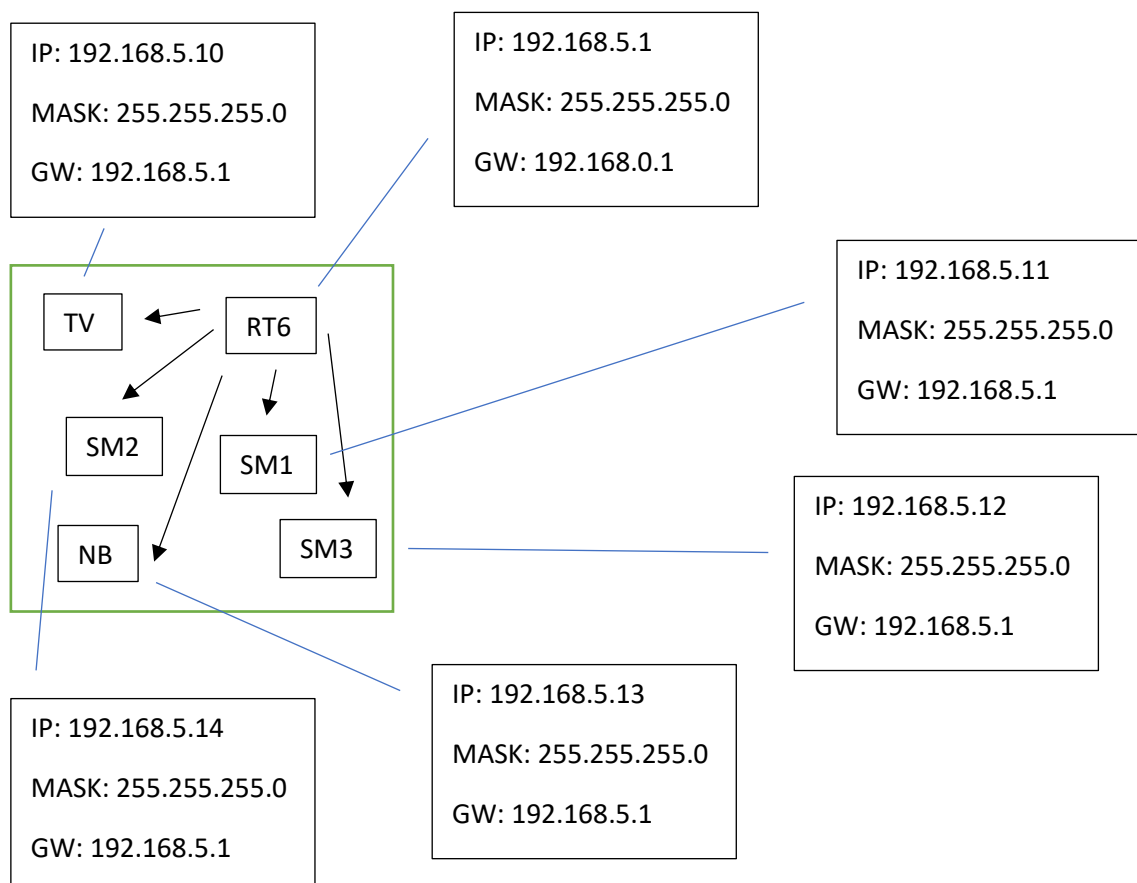 IP: 192.168.5.10
MASK: 255.255.255.0
GW: 192.168.5.1
IP: 192.168.5.1
MASK: 255.255.255.0
GW: 192.168.0.1
TV
RT6
SM2
SM1
NB
SM3
IP: 192.168.5.11
MASK: 255.255.255.0
GW: 192.168.5.1
IP: 192.168.5.12
MASK: 255.255.255.0
GW: 192.168.5.1
IP: 192.168.5.14
MASK: 255.255.255.0
GW: 192.168.5.1
IP: 192.168.5.13
MASK: 255.255.255.0
GW: 192.168.5.1